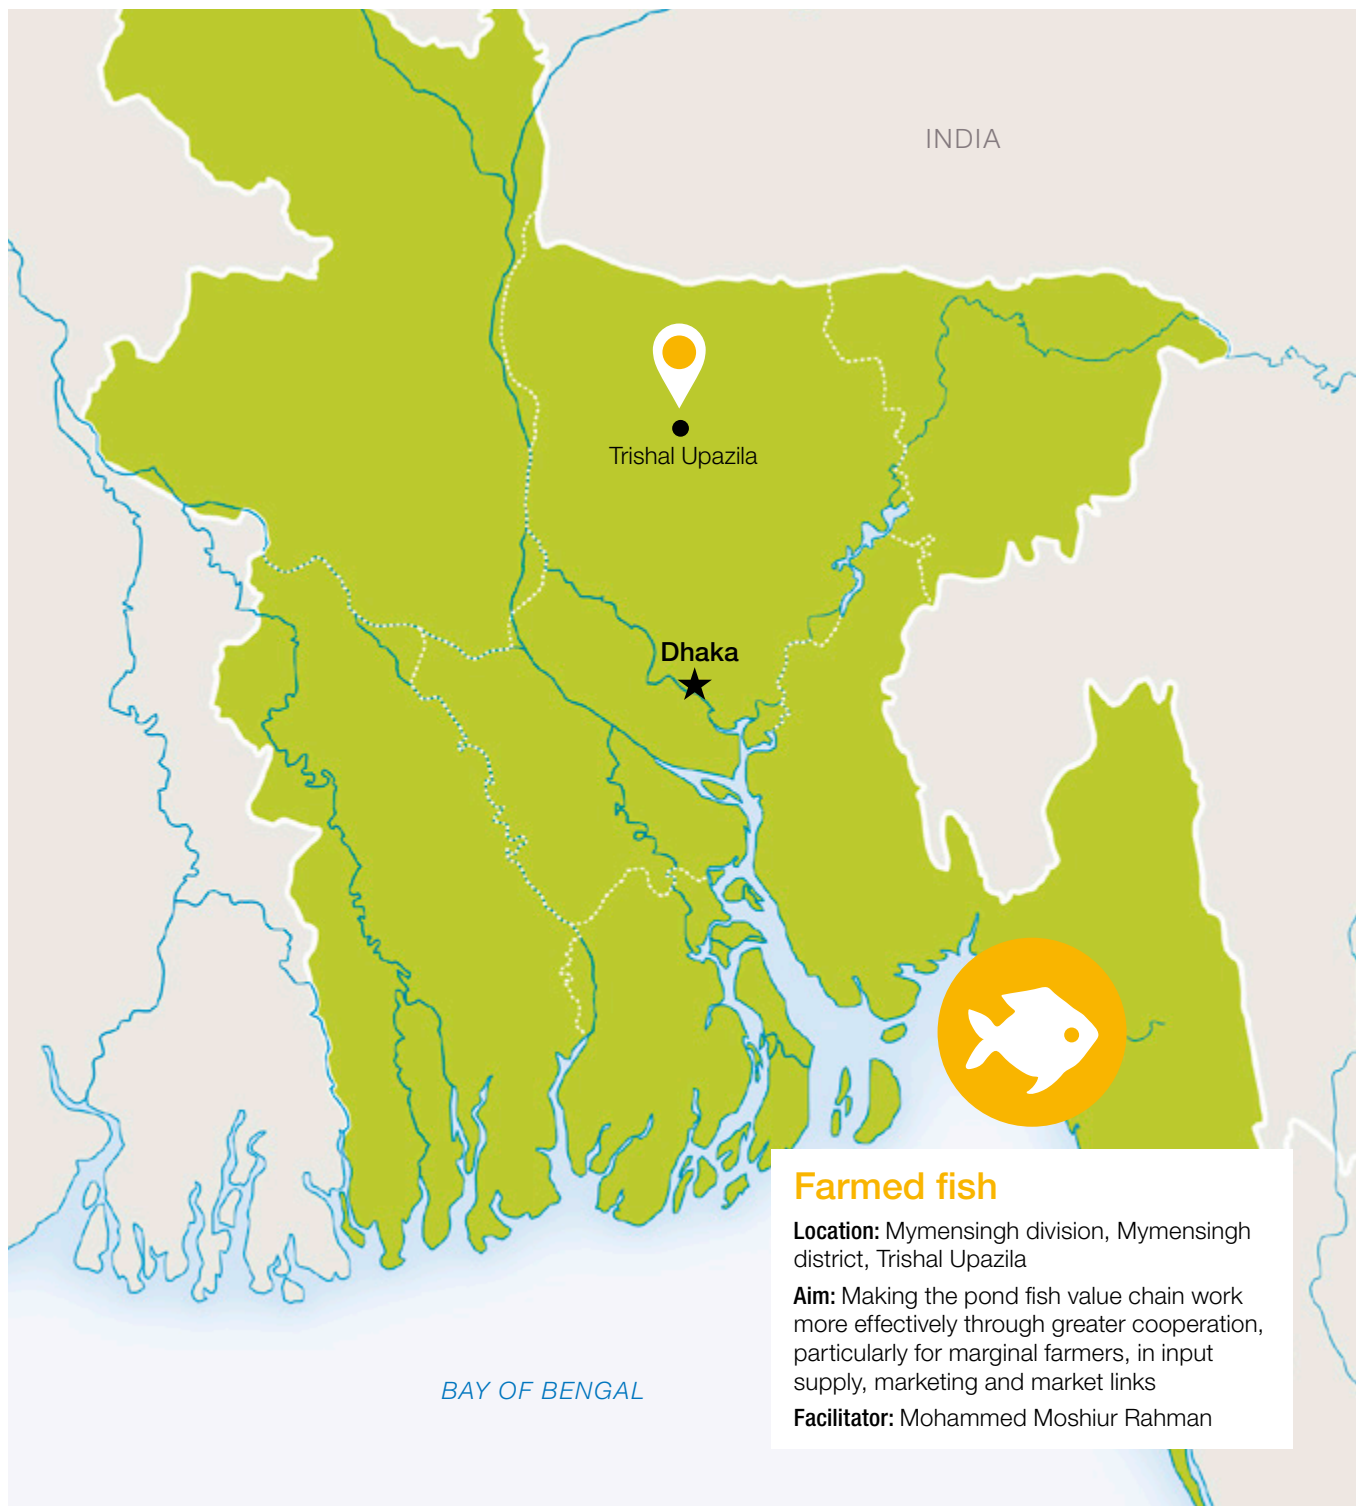 INDIA
Trishal Upazila
Dhaka
Farmed fish
Location: Mymensingh division, Mymensingh
district, Trishal Upazila
Aim: Making the pond fish value chain work
more effectively through greater cooperation,
particularly for marginal farmers, in input
supply, marketing and market links
Facilitator: Mohammed Moshiur Rahman
BAY OF BENGAL